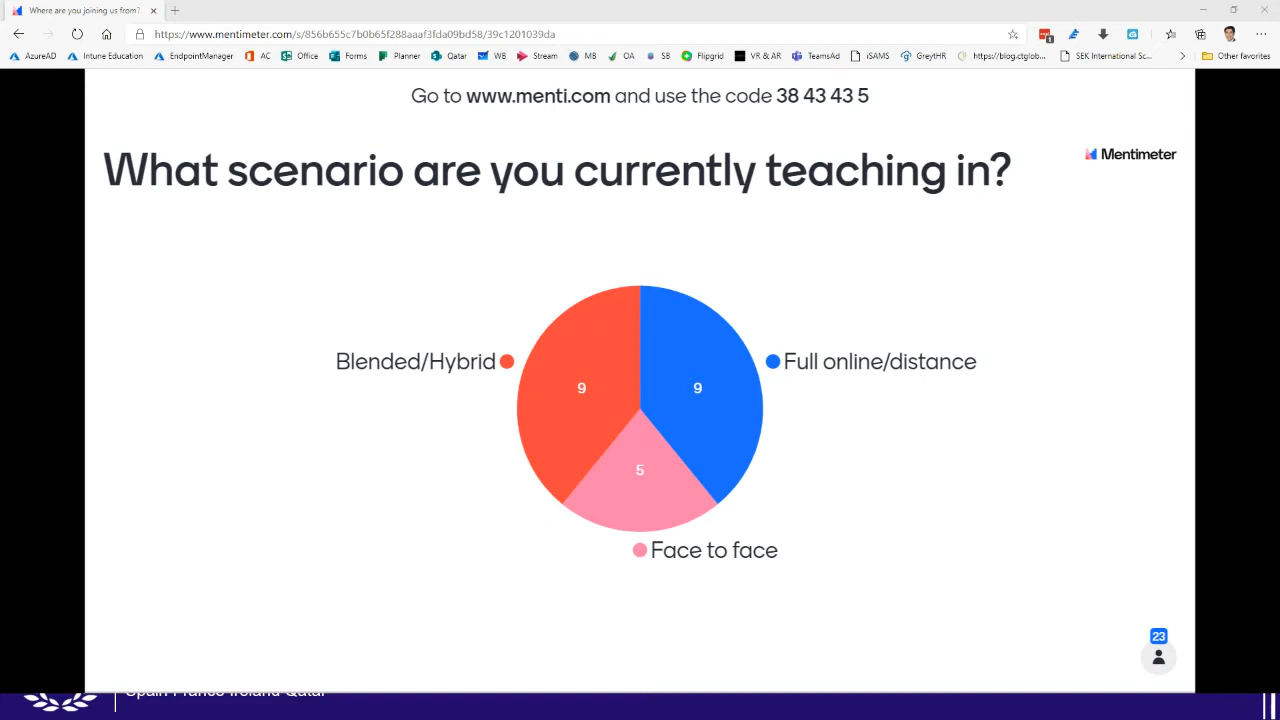 Where are you joining us from?
https://www.mentimeter.com/s/856b655c7b0b65f288aaaf3fda09bd58/39c1201039da
1
AzureAD Intune Education EndpointManager AC Office Forms Planner Qatar WB Stream MB OA SB Flipgrid VR & AR TeamsAd iSAMS GreytHR https://blog.ctglob... SEK International Sc... Other favorites
Go to www.menti.com and use the code 38 43 43 5
What scenario are you currently teaching in?
Mentimeter
Blended/Hybrid
9
9
Full online/distance
5
Face to face
23
Spain France Ireland Qatar